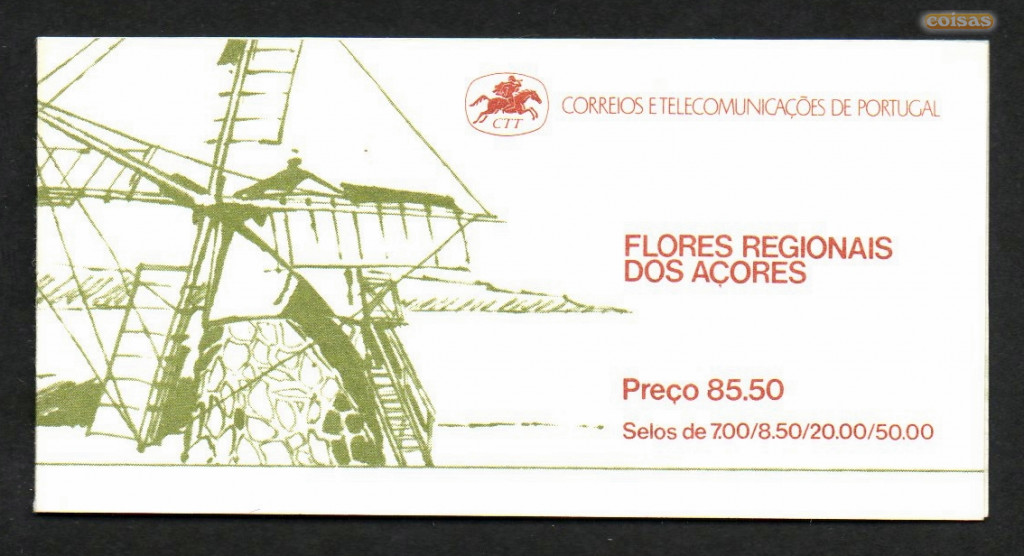 coisas
CTT
CORREIOS E TELECOMUNICAÇÕES DE PORTUGAL
FLORES REGIONAIS
DOS AÇORES
Preço 85.50
Selos de 7.00/8.50/20.00/50.00